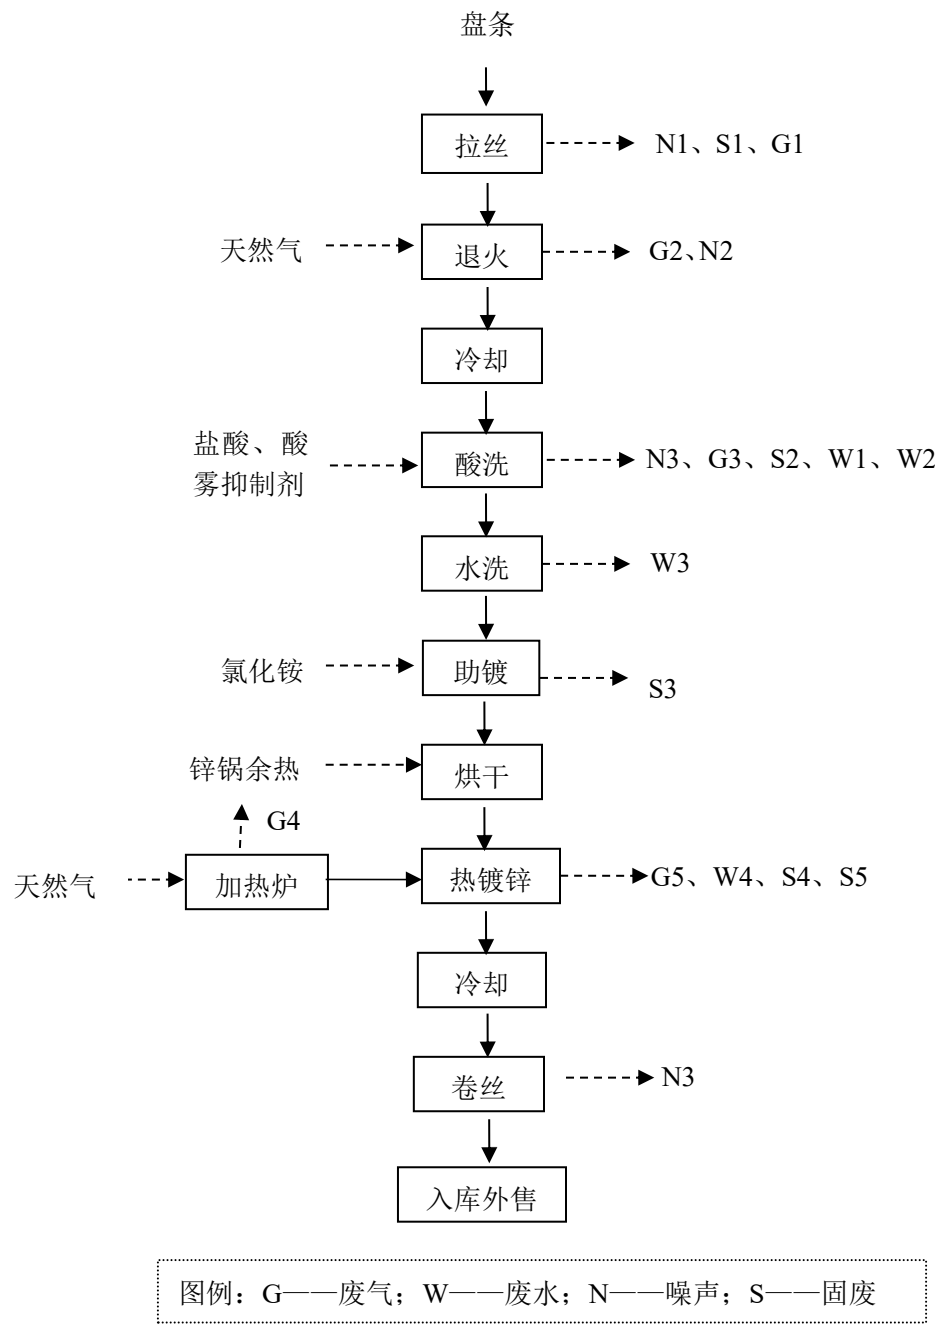 盘条
拉丝
N1、S1、G1
天然气
退火
G2、N2
冷却
盐酸、酸
雾抑制剂
酸洗
N3、G3、S2、W1、W2
水洗
W3
氯化铵
助镀
S3
锌锅余热
烘干
G4
天然气
加热炉
热镀锌
G5、W4、S4、S5
冷却
卷丝
N3
入库外售
图例：G——废气；W——废水；N——噪声；S——固废